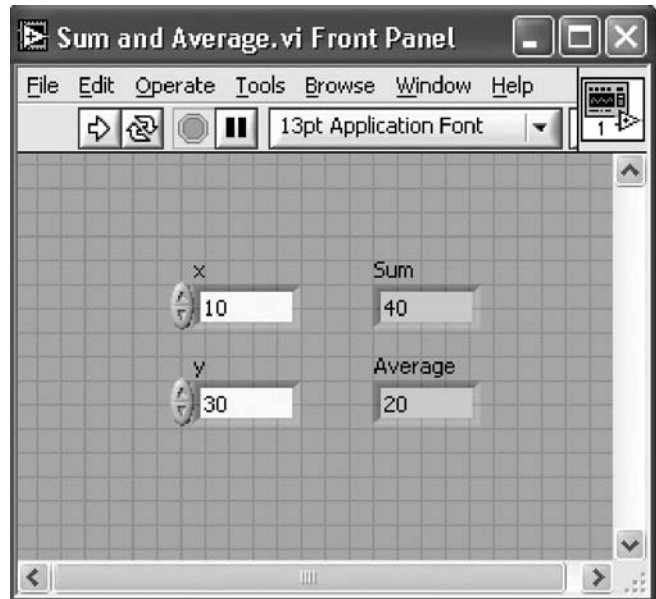 Sum and Average.vi Front Panel
File Edit Operate Tools Browse Window Help
13pt Application Font
1
x
Sum
10
40
y
Average
30
20